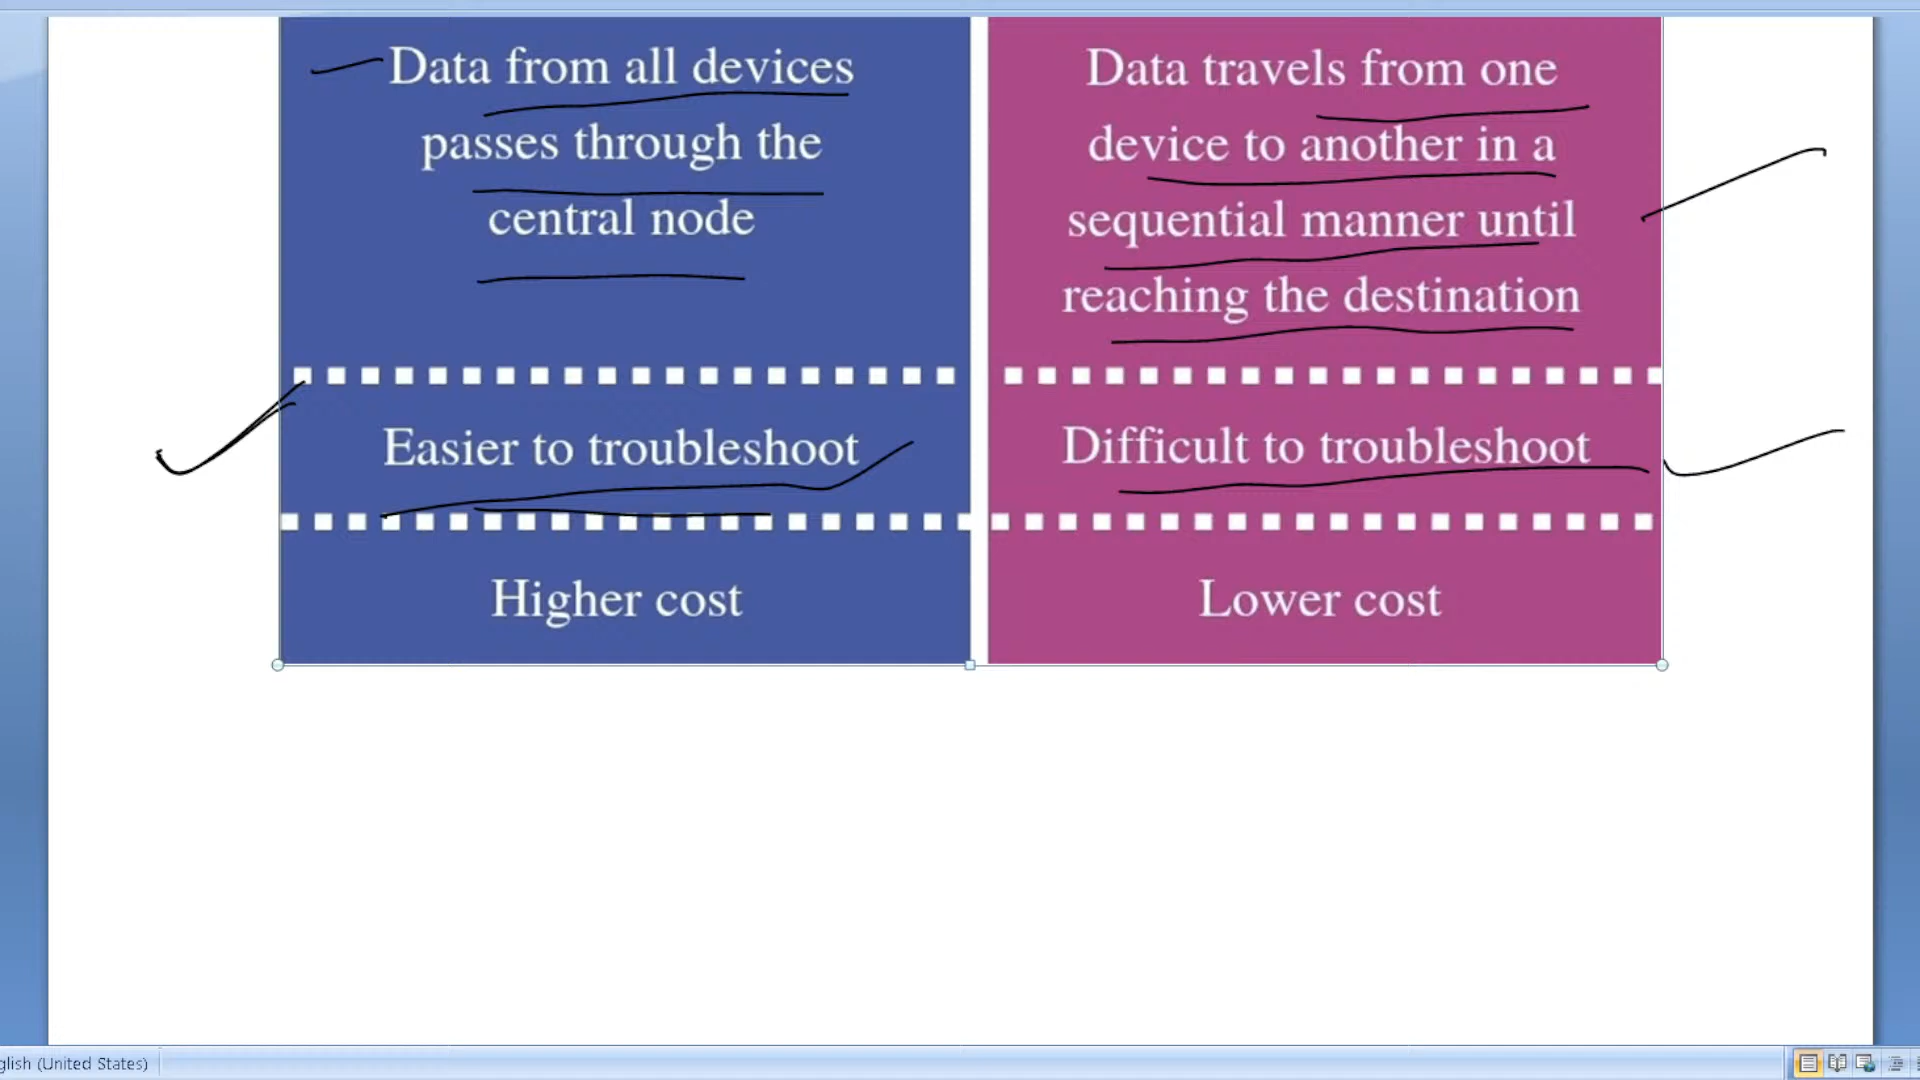 Data from all devices
passes through the
central node
Data travels from one
device to another in a
sequential manner until
reaching the destination
Easier to troubleshoot
Difficult to troubleshoot
Higher cost
Lower cost
glish (United States)